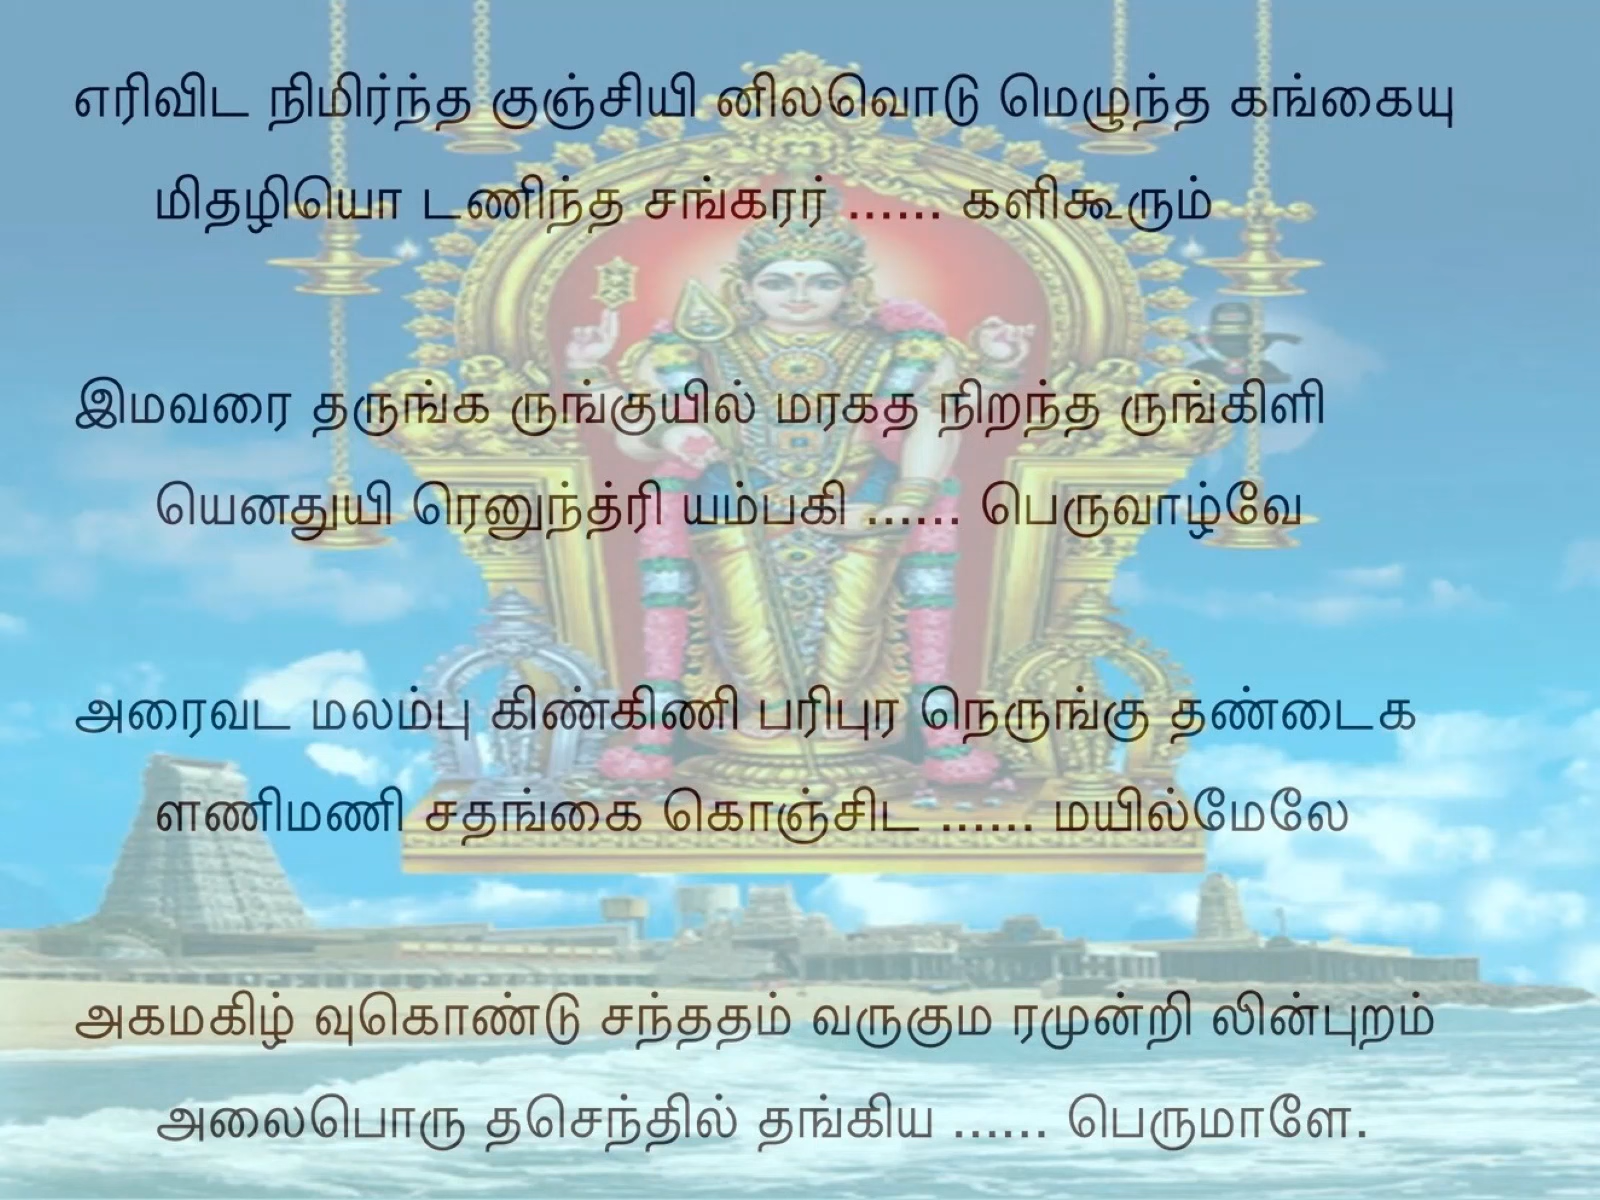 எரிவிட நிமிர்ந்த குஞ்சியி னிலவொடு மெழுந்த கங்கையு
மிதழியொ டணிந்த சங்கரர் ...... களிகூரும்
இமவரை தருங்க ருங்குயில் மரகத நிறந்த ருங்கிளி
யெனதுயி ரெனுந்த்ரி யம்பகி ...... பெருவாழ்வே
அரைவட மலம்பு கிண்கிணி பரிபுர நெருங்கு தண்டைக
ளணிமணி சதங்கை கொஞ்சிட ...... மயில்மேலே
அகமகிழ் வுகொண்டு சந்ததம் வருகும ரமுன்றி லின்புறம்
அலைபொரு தசெந்தில் தங்கிய ...... பெருமாளே.